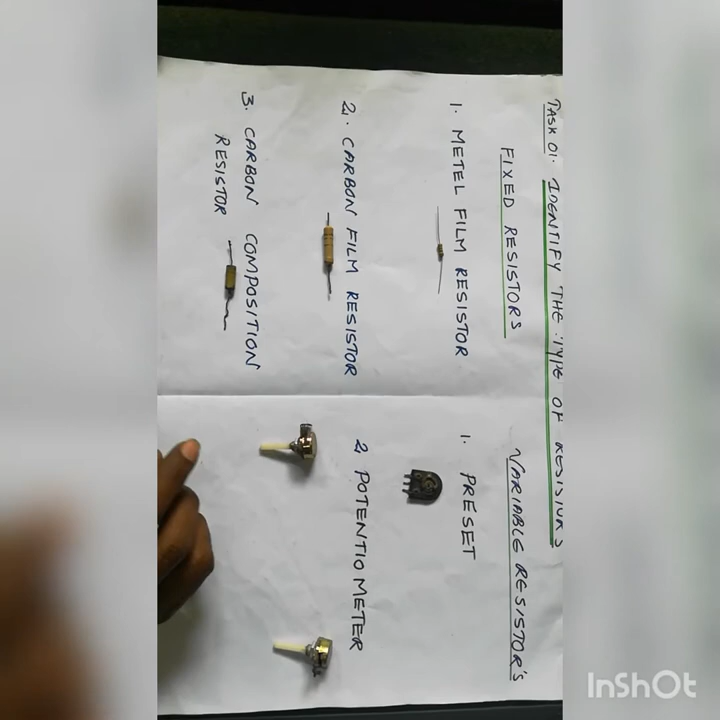 TASK 01. IDENTIFY THE TYPE OF RESISTORS
FIXED RESISTORS
1. METEL FILM RESISTOR
2. CARBON FILM RESISTOR
3. CARBON COMPOSITION
RESISTOR
VARIABLE RESISTOR'S
1. PRESET
2. POTENTIO METER
InShOt